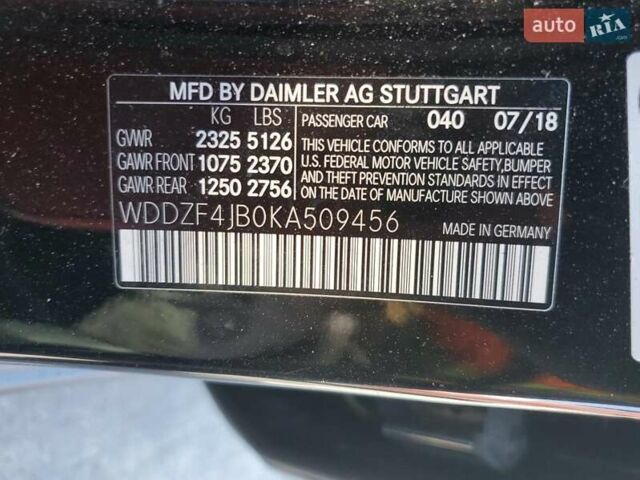 auto RIA.com
MFD BY DAIMLER AG STUTTGART
KG LBS
GVWR 2325 5126
GAWR FRONT 1075 2370
GAWR REAR 1250 2756
PASSENGER CAR 040 07/18
THIS VEHICLE CONFORMS TO ALL APPLICABLE
U.S. FEDERAL MOTOR VEHICLE SAFETY,BUMPER
AND THEFT PREVENTION STANDARDS IN EFFECT
ON THE DATE OF MANUFACTURE SHOWN ABOVE
WDDZF4JB0KA509456
MADE IN GERMANY